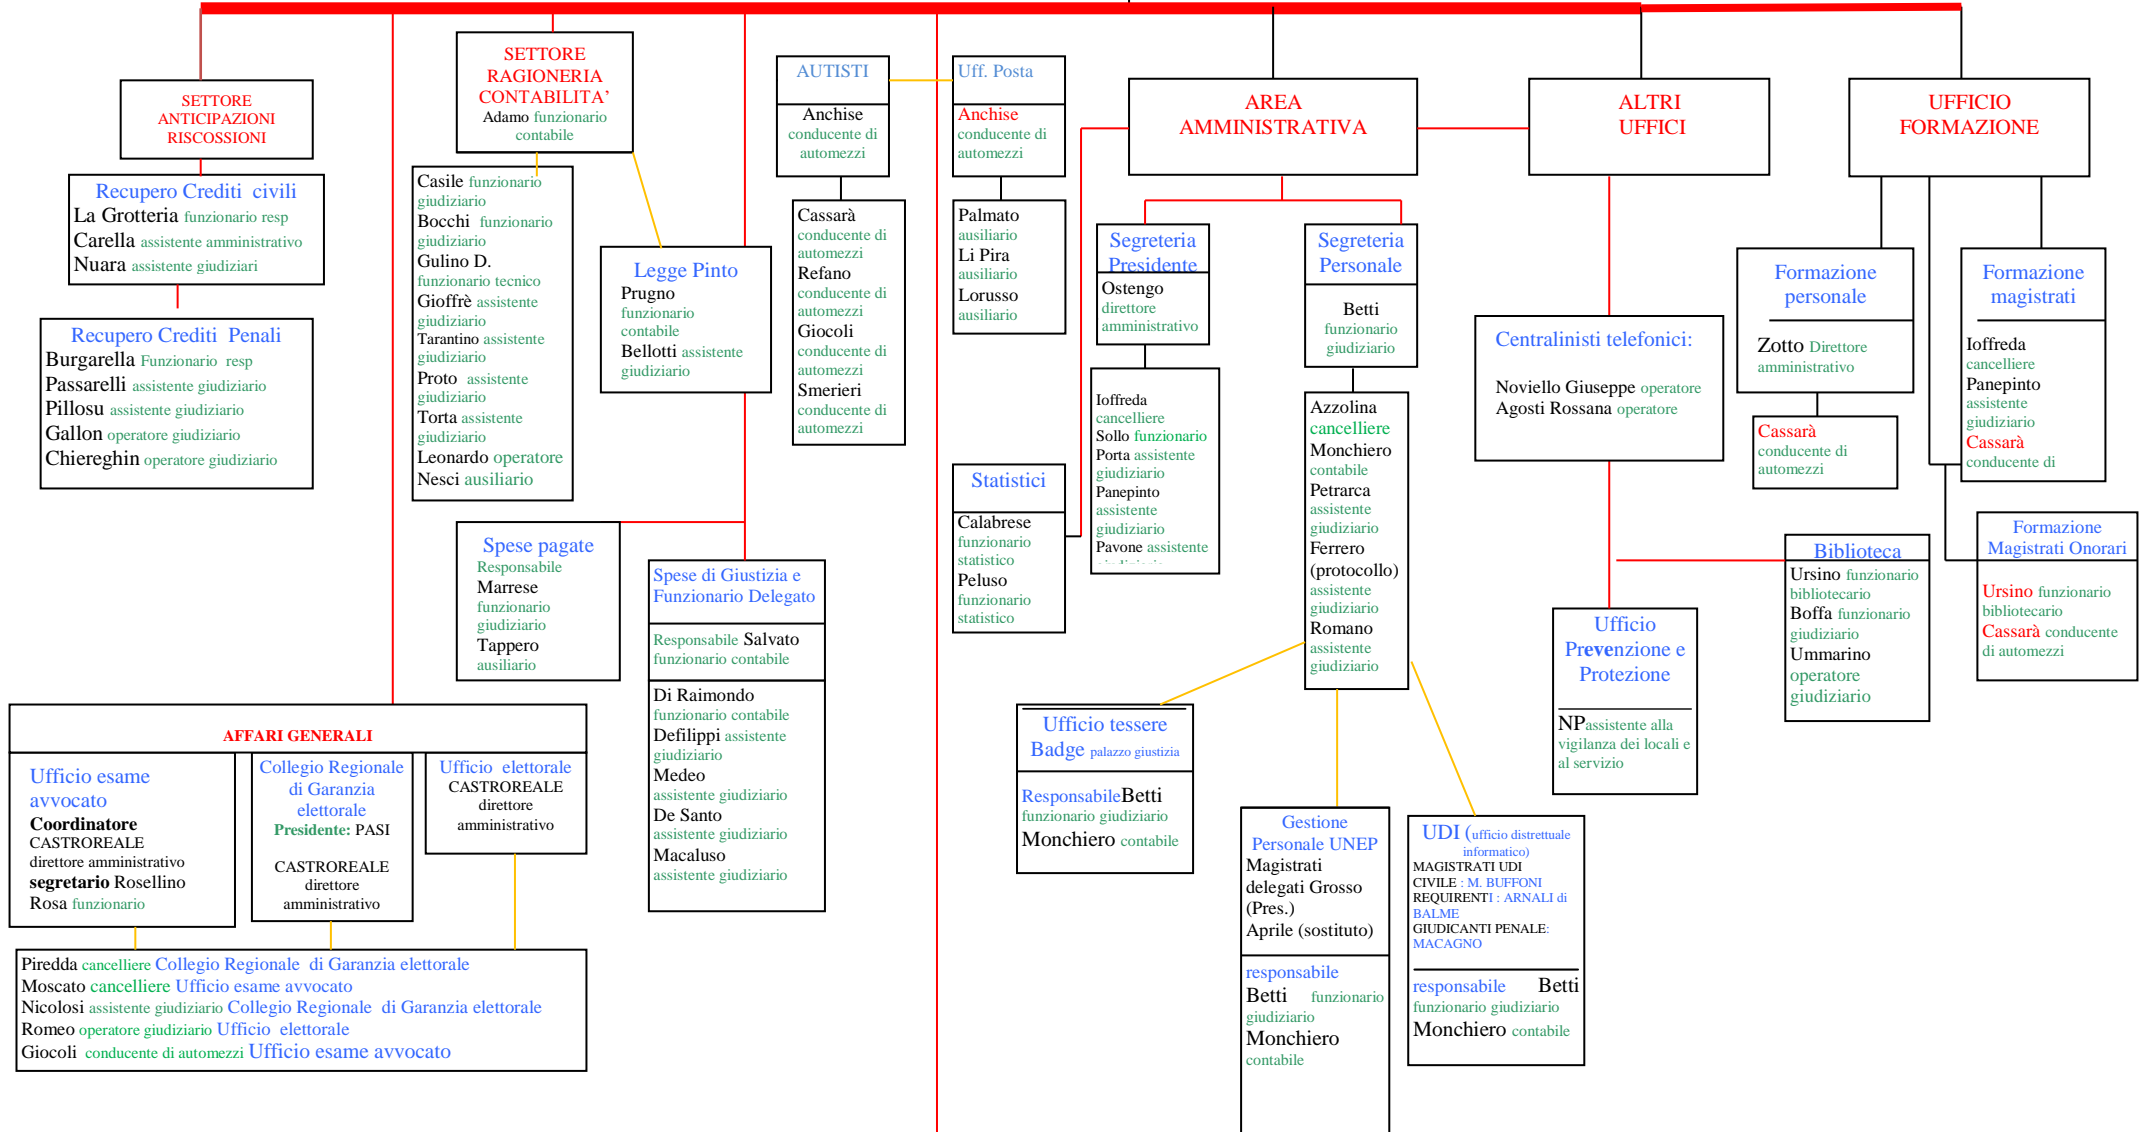 SETTORE
ANTICIPAZIONI
RISCOSSIONI
Recupero Crediti civili
La Grotteria funzionario resp
Carella assistente amministrativo
Nuara assistente giudiziari
Recupero Crediti Penali
Burgarella Funzionario resp
Passarelli assistente giudiziario
Pillosu assistente giudiziario
Gallon operatore giudiziario
Chiereghin operatore giudiziario
SETTORE
RAGIONERIA
CONTABILITA’
Adamo funzionario
contabile
Casile funzionario
giudiziario
Bocchi funzionario
giudiziario
Gulino D.
funzionario tecnico
Gioffrè assistente
giudiziario
Tarantino assistente
giudiziario
Proto assistente
giudiziario
Torta assistente
giudiziario
Leonardo operatore
Nesci ausiliario
Legge Pinto
Prugno
funzionario
contabile
Bellotti assistente
giudiziario
Spese pagate
Responsabile
Marrese
funzionario
giudiziario
Tappero
ausiliario
Spese di Giustizia e
Funzionario Delegato
Responsabile Salvato
funzionario contabile
Di Raimondo
funzionario contabile
Defilippi assistente
giudiziario
Medeo
assistente giudiziario
De Santo
assistente giudiziario
Macaluso
assistente giudiziario
AFFARI GENERALI
Ufficio esame
avvocato
Coordinatore
CASTROREALE
direttore amministrativo
segretario Rosellino
Rosa funzionario
Collegio Regionale
di Garanzia
elettorale
Presidente: PASI
CASTROREALE
direttore
amministrativo
Ufficio elettorale
CASTROREALE
direttore
amministrativo
Piredda cancelliere Collegio Regionale di Garanzia elettorale
Moscato cancelliere Ufficio esame avvocato
Nicolosi assistente giudiziario Collegio Regionale di Garanzia elettorale
Romeo operatore giudiziario Ufficio elettorale
Giocoli conducente di automezzi Ufficio esame avvocato
AUTISTI
Anchise
conducente di
automezzi
Cassarà
conducente di
automezzi
Refano
conducente di
automezzi
Giocoli
conducente di
automezzi
Smerieri
conducente di
automezzi
Uff. Posta
Anchise
conducente di
automezzi
Palmato
ausiliario
Li Pira
ausiliario
Lorusso
ausiliario
AREA
AMMINISTRATIVA
Segreteria
Presidente
Ostengo
direttore
amministrativo
Ioffreda
cancelliere
Sollo funzionario
Porta assistente
giudiziario
Panepinto
assistente
giudiziario
Pavone assistente
Statistici
Calabrese
funzionario
statistico
Peluso
funzionario
statistico
Segreteria
Personale
Betti
funzionario
giudiziario
Azzolina
cancelliere
Monchiero
contabile
Petrarca
assistente
giudiziario
Ferrero
(protocollo)
assistente
giudiziario
Romano
assistente
giudiziario
Ufficio tessere
Badge palazzo giustizia
ResponsabileBetti
funzionario giudiziario
Monchiero contabile
Gestione
Personale UNEP
Magistrati
delegati Grosso
(Pres.)
Aprile (sostituto)
responsabile
Betti funzionario
giudiziario
Monchiero
contabile
UDI (ufficio distrettuale
informatico)
MAGISTRATI UDI
CIVILE : M. BUFFONI
REQUIRENTI : ARNALI di
BALME
GIUDICANTI PENALE:
MACAGNO
responsabile Betti
funzionario giudiziario
Monchiero contabile
ALTRI
UFFICI
Centralinisti telefonici:
Noviello Giuseppe operatore
Agosti Rossana operatore
Ufficio
Prevenzione e
Protezione
NPassistente alla
vigilanza dei locali e
al servizio
Biblioteca
Ursino funzionario
bibliotecario
Boffa funzionario
giudiziario
Ummarino
operatore
giudiziario
UFFICIO
FORMAZIONE
Formazione
personale
Zotto Direttore
amministrativo
Cassarà
conducente di
automezzi
Formazione
magistrati
Ioffreda
cancelliere
Panepinto
assistente
giudiziario
Cassarà
conducente di
Formazione
Magistrati Onorari
Ursino funzionario
bibliotecario
Cassarà conducente
di automezzi